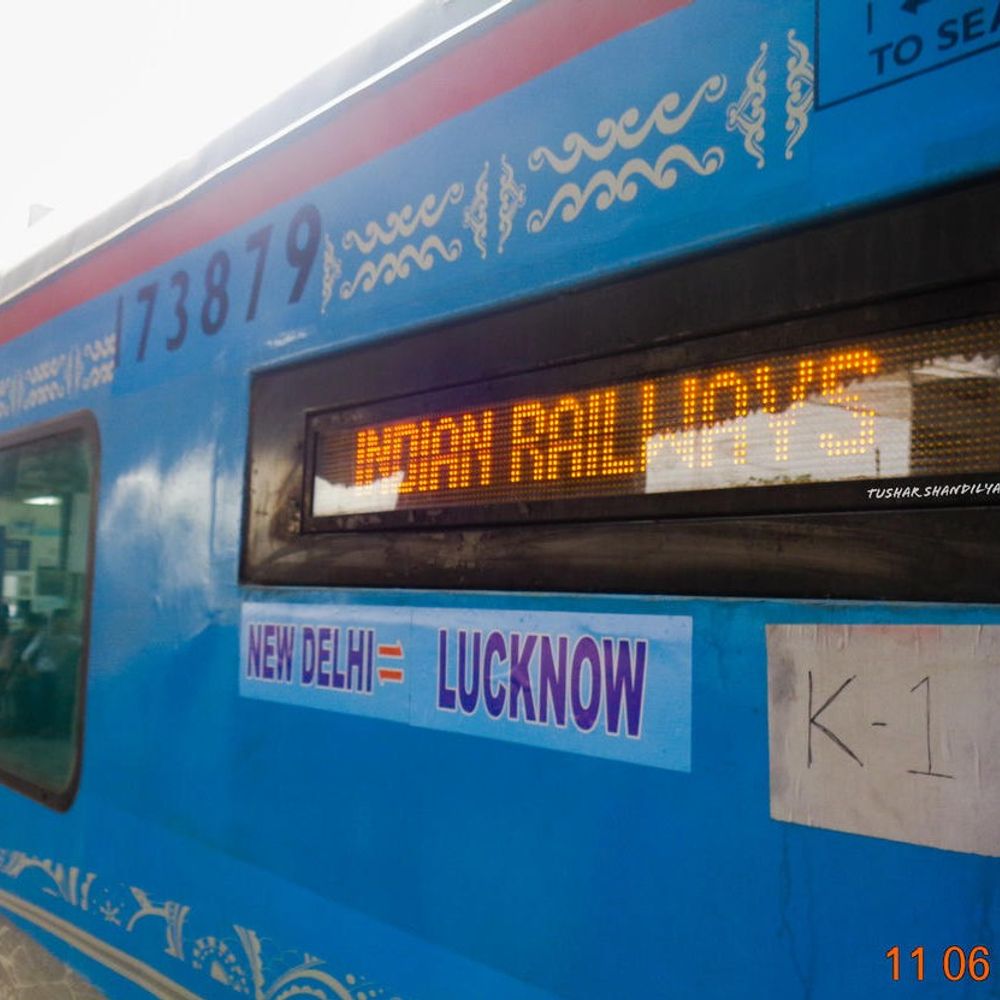 TO SEA
173879
INDIAN RAILWAYS
TUSHAR SHANDILYA
NEW DELHI ⇌ LUCKNOW
K-1
11 06